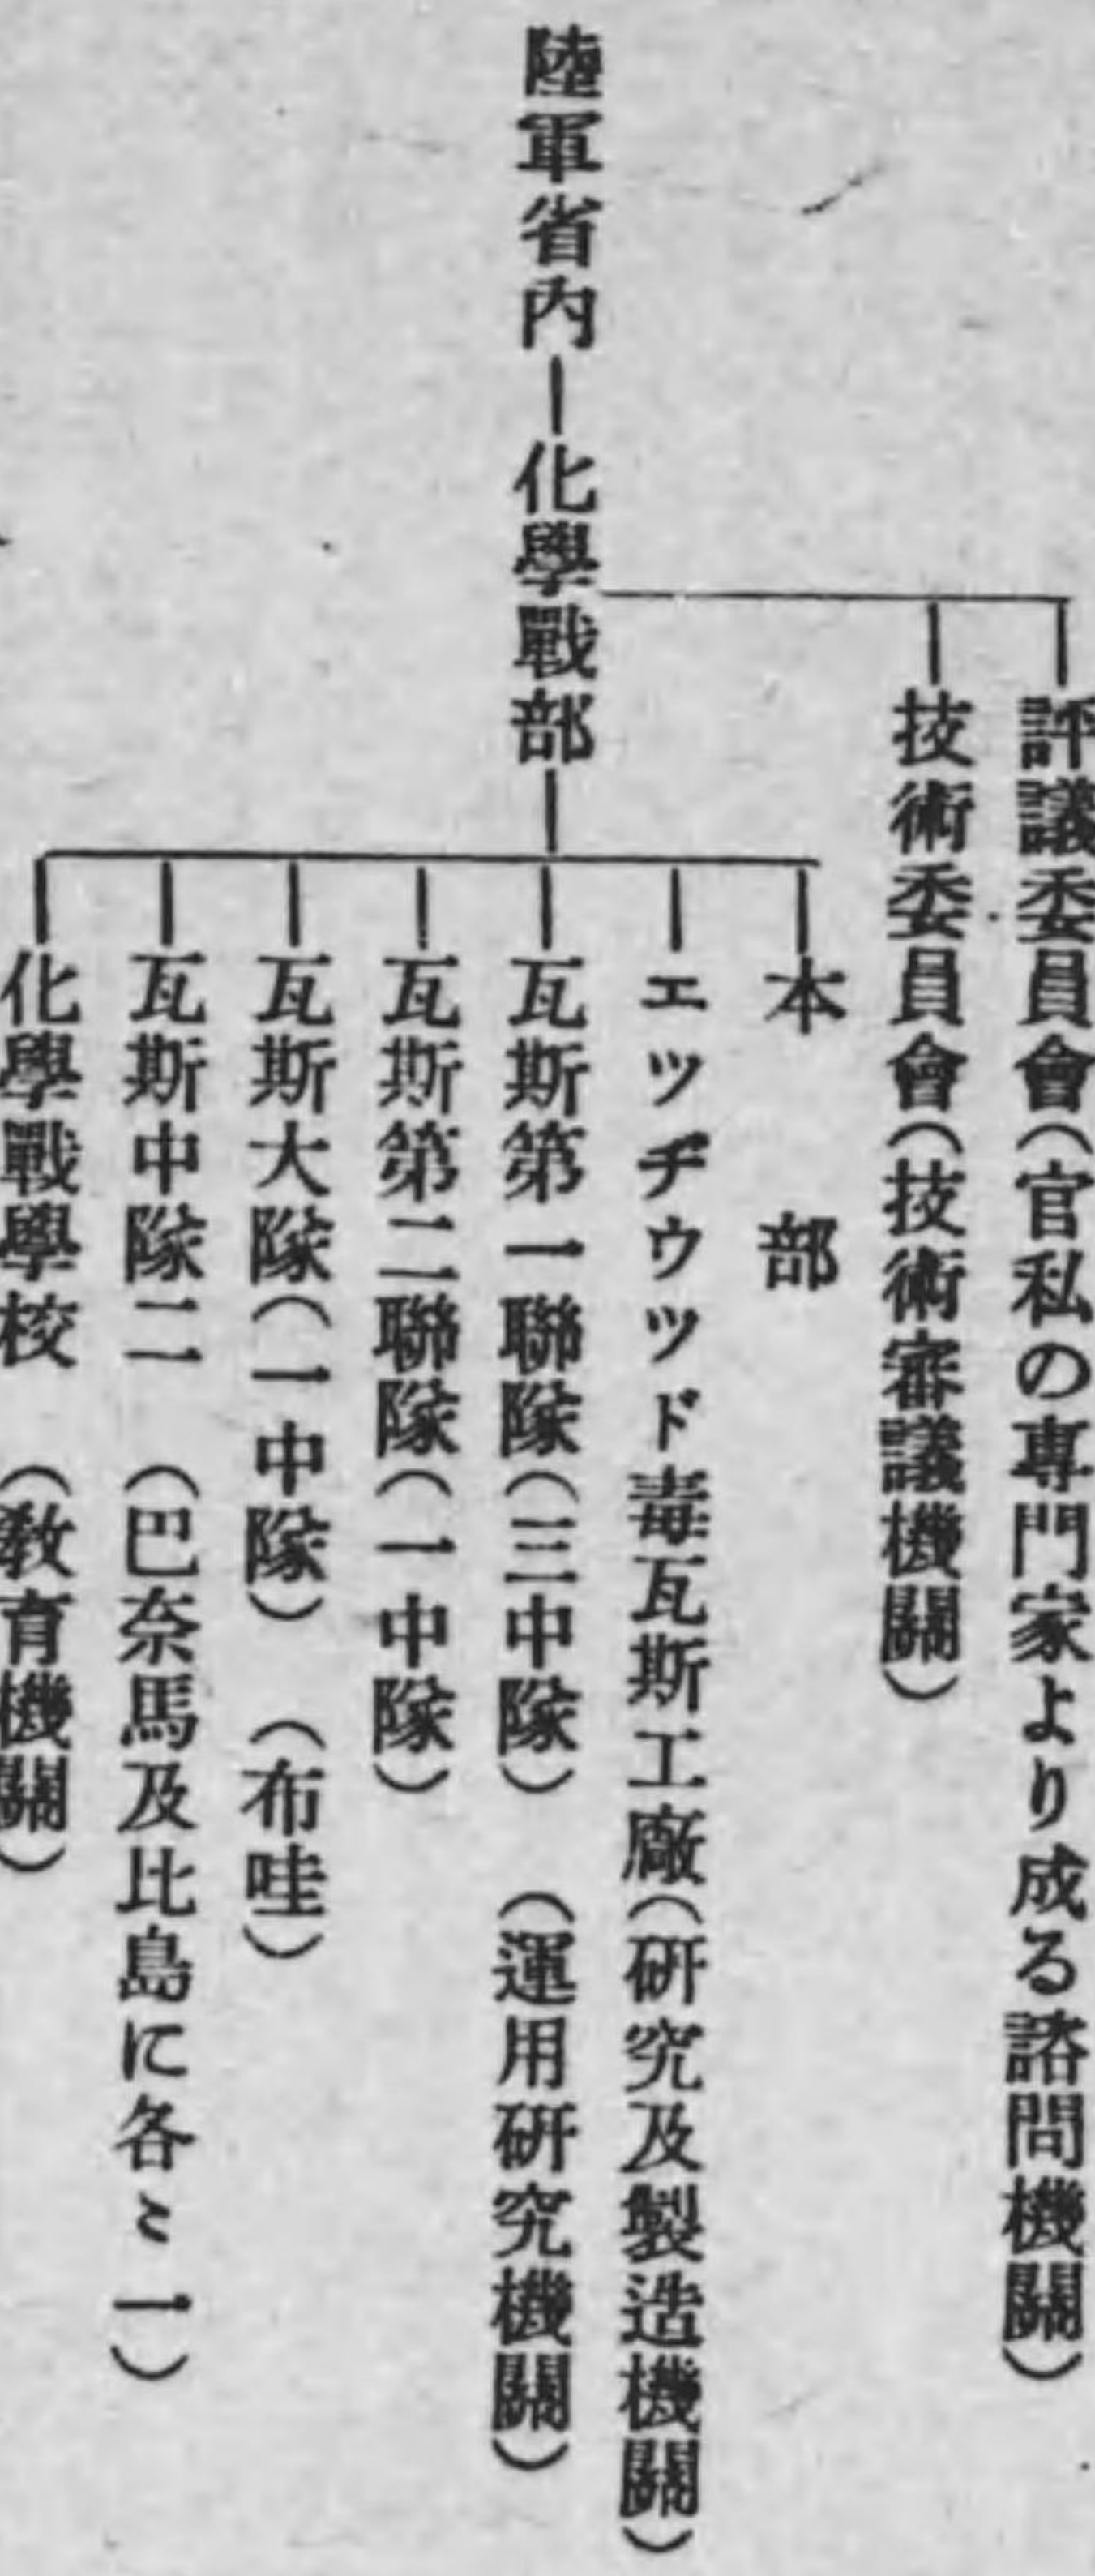 評議委員會(官私の専門家より成る諮問機關)
技術委員會(技術審議機關)
陸軍省內―化學戰部
本部
エッヂウッド毒瓦斯工廠(研究及製造機關)
瓦斯第一聯隊(三中隊) (運用研究機關)
瓦斯第二聯隊(一中隊)
瓦斯大隊(一中隊) (布哇)
瓦斯中隊二 (巴奈馬及比島に各〻一)
化學戰學校 (敎育機關)